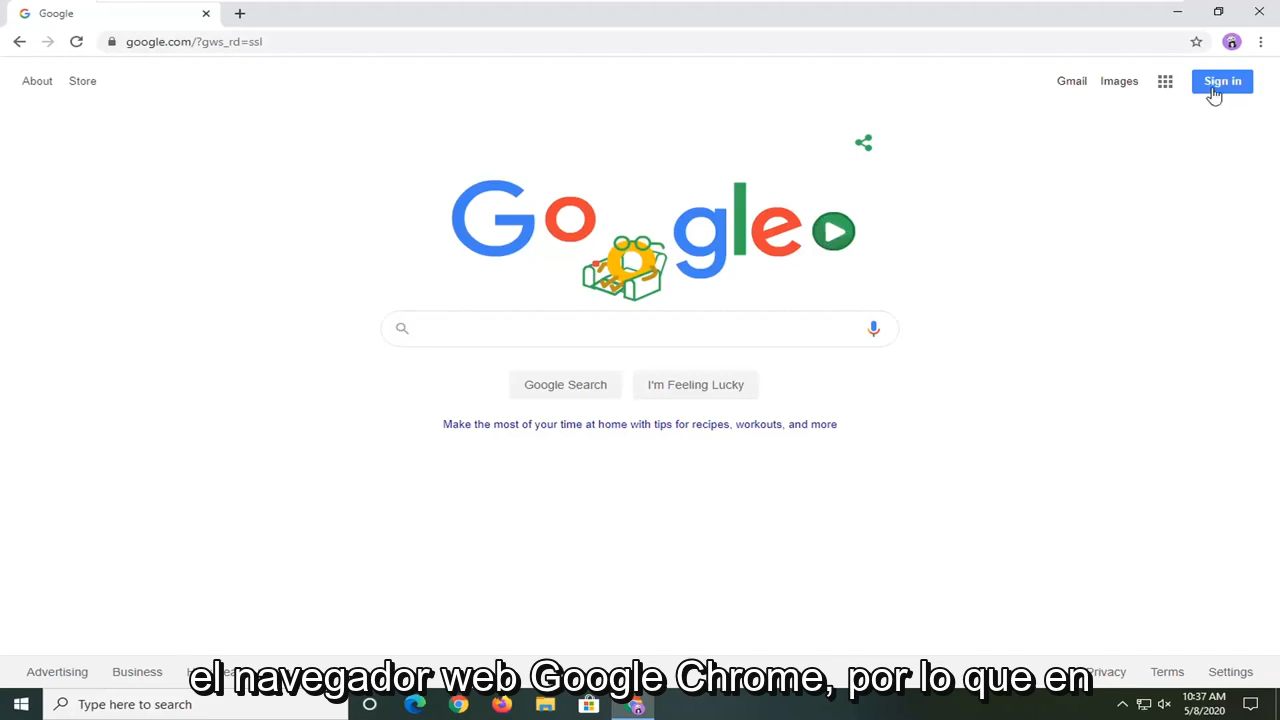 Google
google.com/?gws_rd=ssl
About Store
Gmail Images Sign in
Google
Google Search I'm Feeling Lucky
Make the most of your time at home with tips for recipes, workouts, and more
Advertising Business Privacy Terms Settings
el navegador web Google Chrome, por lo que en
Type here to search
10:37 AM
5/8/2020